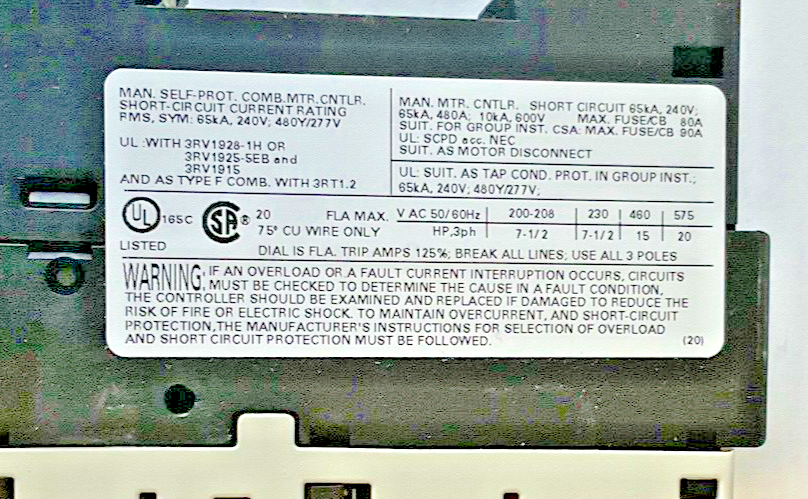 MAN. SELF-PROT. COMB.MTR.CNTLR.
SHORT-CIRCUIT CURRENT RATING
RMS, SYM: 65kA, 240V; 480Y/277V
UL :WITH 3RV1928-1H OR
3RV1925-5EB and
3RV1915
AND AS TYPE F COMB. WITH 3RT1.2
MAN. MTR. CNTLR. SHORT CIRCUIT 65kA, 240V;
65kA, 480A; 10kA, 600V MAX. FUSE/CB 80A
SUIT. FOR GROUP INST. CSA: MAX. FUSE/CB 90A
UL: SCPD acc. NEC
SUIT. AS MOTOR DISCONNECT
UL: SUIT. AS TAP COND. PROT. IN GROUP INST.;
65kA, 240V; 480Y/277V;
UL 165C SA ® 20 FLA MAX. V AC 50/60Hz 200-208 230 460 575
75° CU WIRE ONLY HP,3ph 7-1/2 7-1/2 15 20
LISTED DIAL IS FLA. TRIP AMPS 125%; BREAK ALL LINES; USE ALL 3 POLES
WARNING: IF AN OVERLOAD OR A FAULT CURRENT INTERRUPTION OCCURS, CIRCUITS
MUST BE CHECKED TO DETERMINE THE CAUSE IN A FAULT CONDITION,
THE CONTROLLER SHOULD BE EXAMINED AND REPLACED IF DAMAGED TO REDUCE THE
RISK OF FIRE OR ELECTRIC SHOCK. TO MAINTAIN OVERCURRENT, AND SHORT-CIRCUIT
PROTECTION,THE MANUFACTURER'S INSTRUCTIONS FOR SELECTION OF OVERLOAD
AND SHORT CIRCUIT PROTECTION MUST BE FOLLOWED. (20)